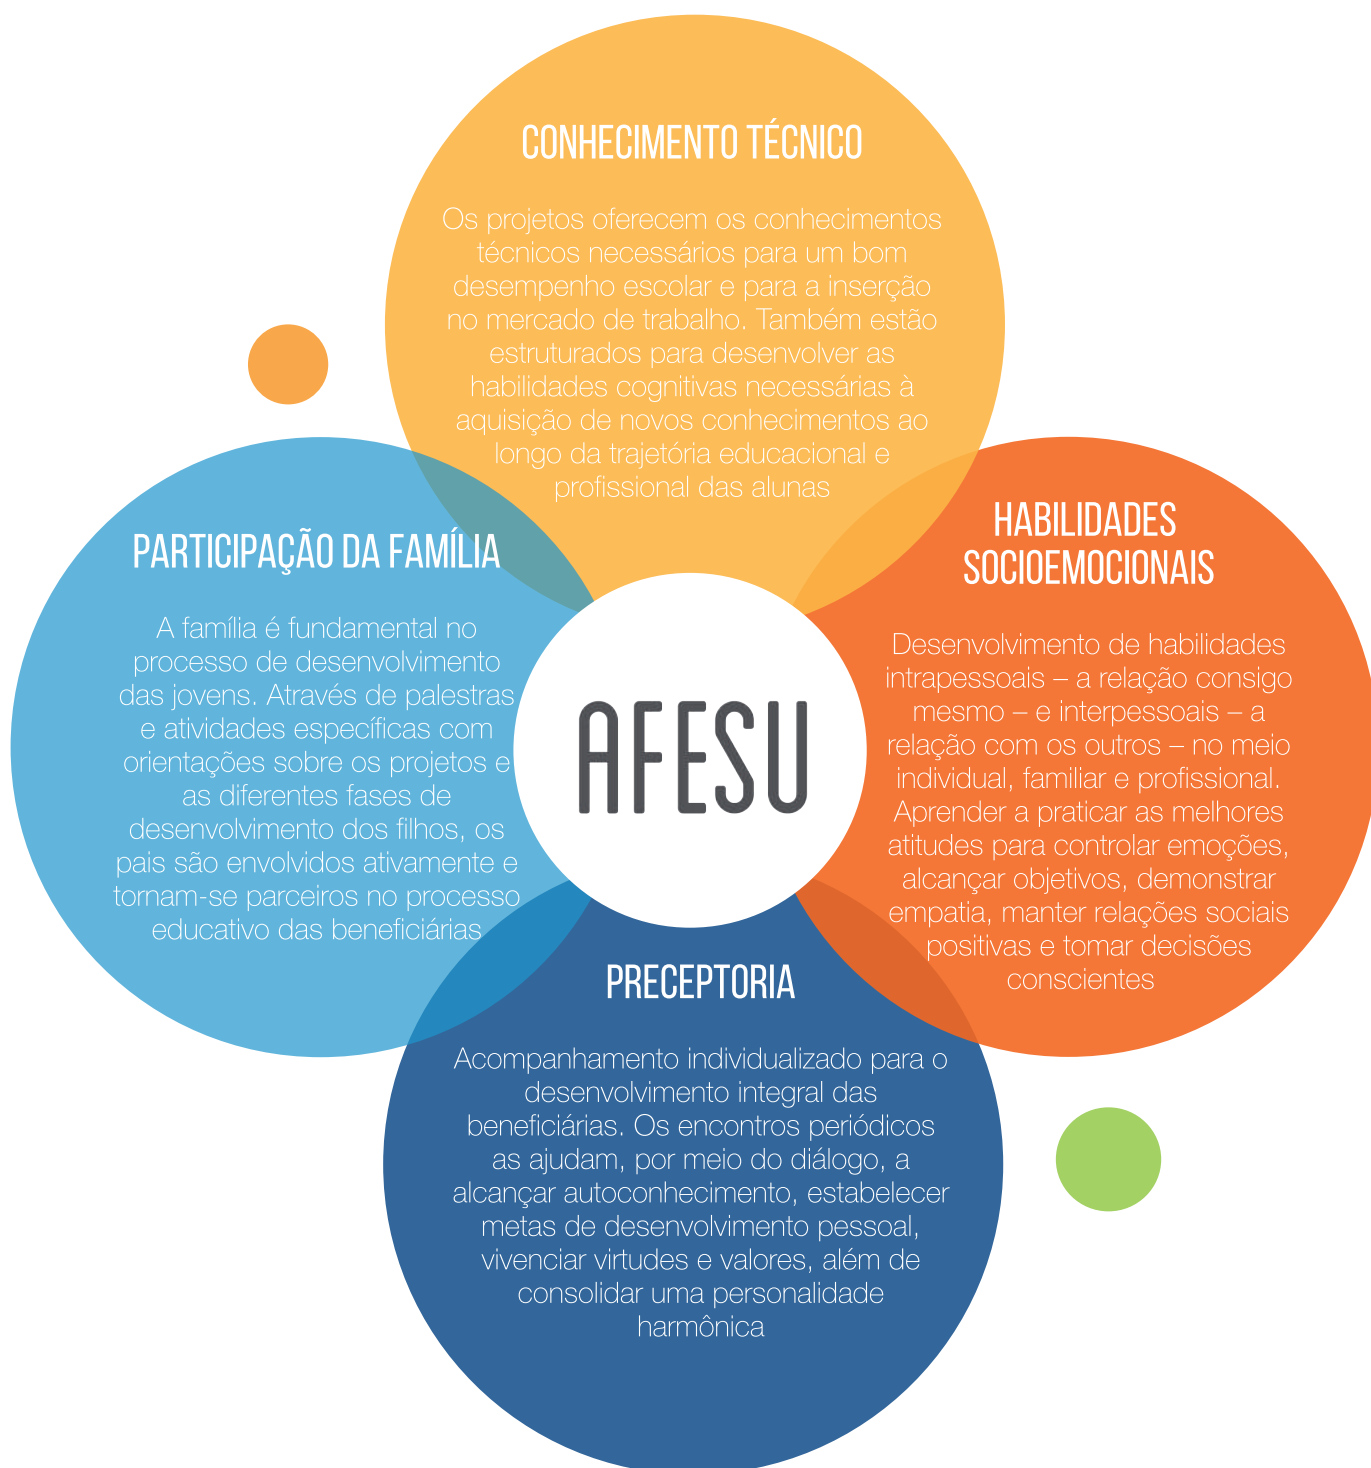 CONHECIMENTO TÉCNICO
Os projetos oferecem os conhecimentos
técnicos necessários para um bom
desempenho escolar e para a inserção
no mercado de trabalho. Também estão
estruturados para desenvolver as
habilidades cognitivas necessárias à
aquisição de novos conhecimentos ao
longo da trajetória educacional e
profissional das alunas
PARTICIPAÇÃO DA FAMÍLIA
A família é fundamental no
processo de desenvolvimento
das jovens. Através de palestras
e atividades específicas com
orientações sobre os projetos e
as diferentes fases de
desenvolvimento dos filhos, os
pais são envolvidos ativamente e
tornam-se parceiros no processo
educativo das beneficiárias
AFESU
HABILIDADES
SOCIOEMOCIONAIS
Desenvolvimento de habilidades
intrapessoais – a relação consigo
mesmo – e interpessoais – a
relação com os outros – no meio
individual, familiar e profissional.
Aprender a praticar as melhores
atitudes para controlar emoções,
alcançar objetivos, demonstrar
empatia, manter relações sociais
positivas e tomar decisões
conscientes
PRECEPTORIA
Acompanhamento individualizado para o
desenvolvimento integral das
beneficiárias. Os encontros periódicos
as ajudam, por meio do diálogo, a
alcançar autoconhecimento, estabelecer
metas de desenvolvimento pessoal,
vivenciar virtudes e valores, além de
consolidar uma personalidade
harmônica